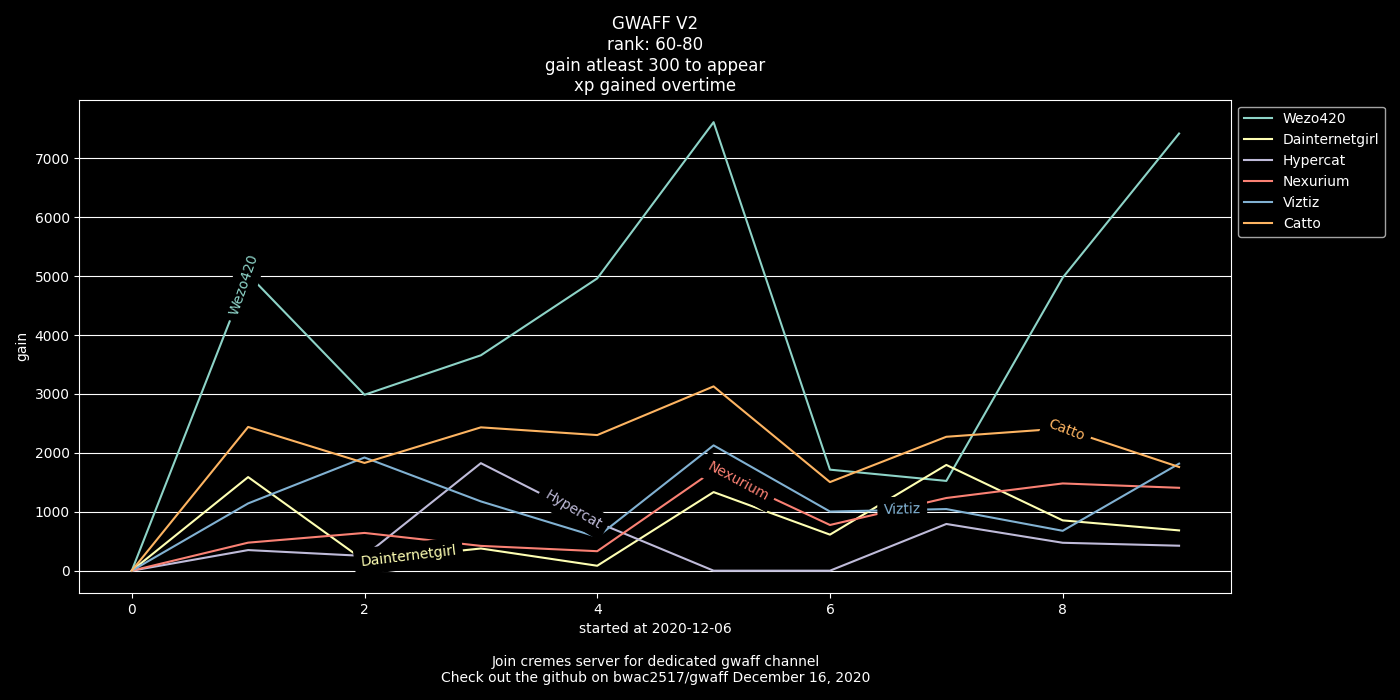 GWAFF V2
rank: 60-80
gain atleast 300 to appear
xp gained overtime
gain
7000
6000
5000
4000
3000
2000
1000
0
Wezo420
Dainternetgirl
Hypercat
Nexurium
Viztiz
Catto
0 2 4 6 8
started at 2020-12-06
Wezo420
Dainternetgirl
Hypercat
Nexurium
Viztiz
Catto
Join cremes server for dedicated gwaff channel
Check out the github on bwac2517/gwaff December 16, 2020